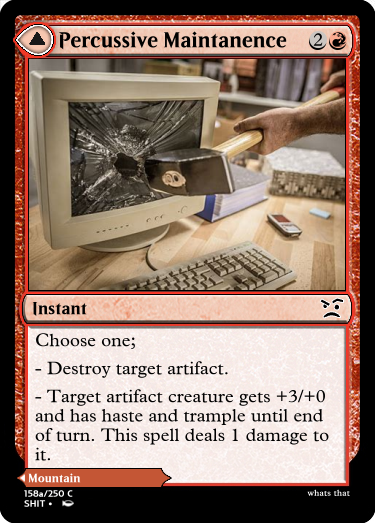 Percussive Maintanence 2
Instant
Choose one;
- Destroy target artifact.
- Target artifact creature gets +3/+0
and has haste and trample until end
of turn. This spell deals 1 damage to
it.
Mountain
158a/250 C
SHIT •
whats that